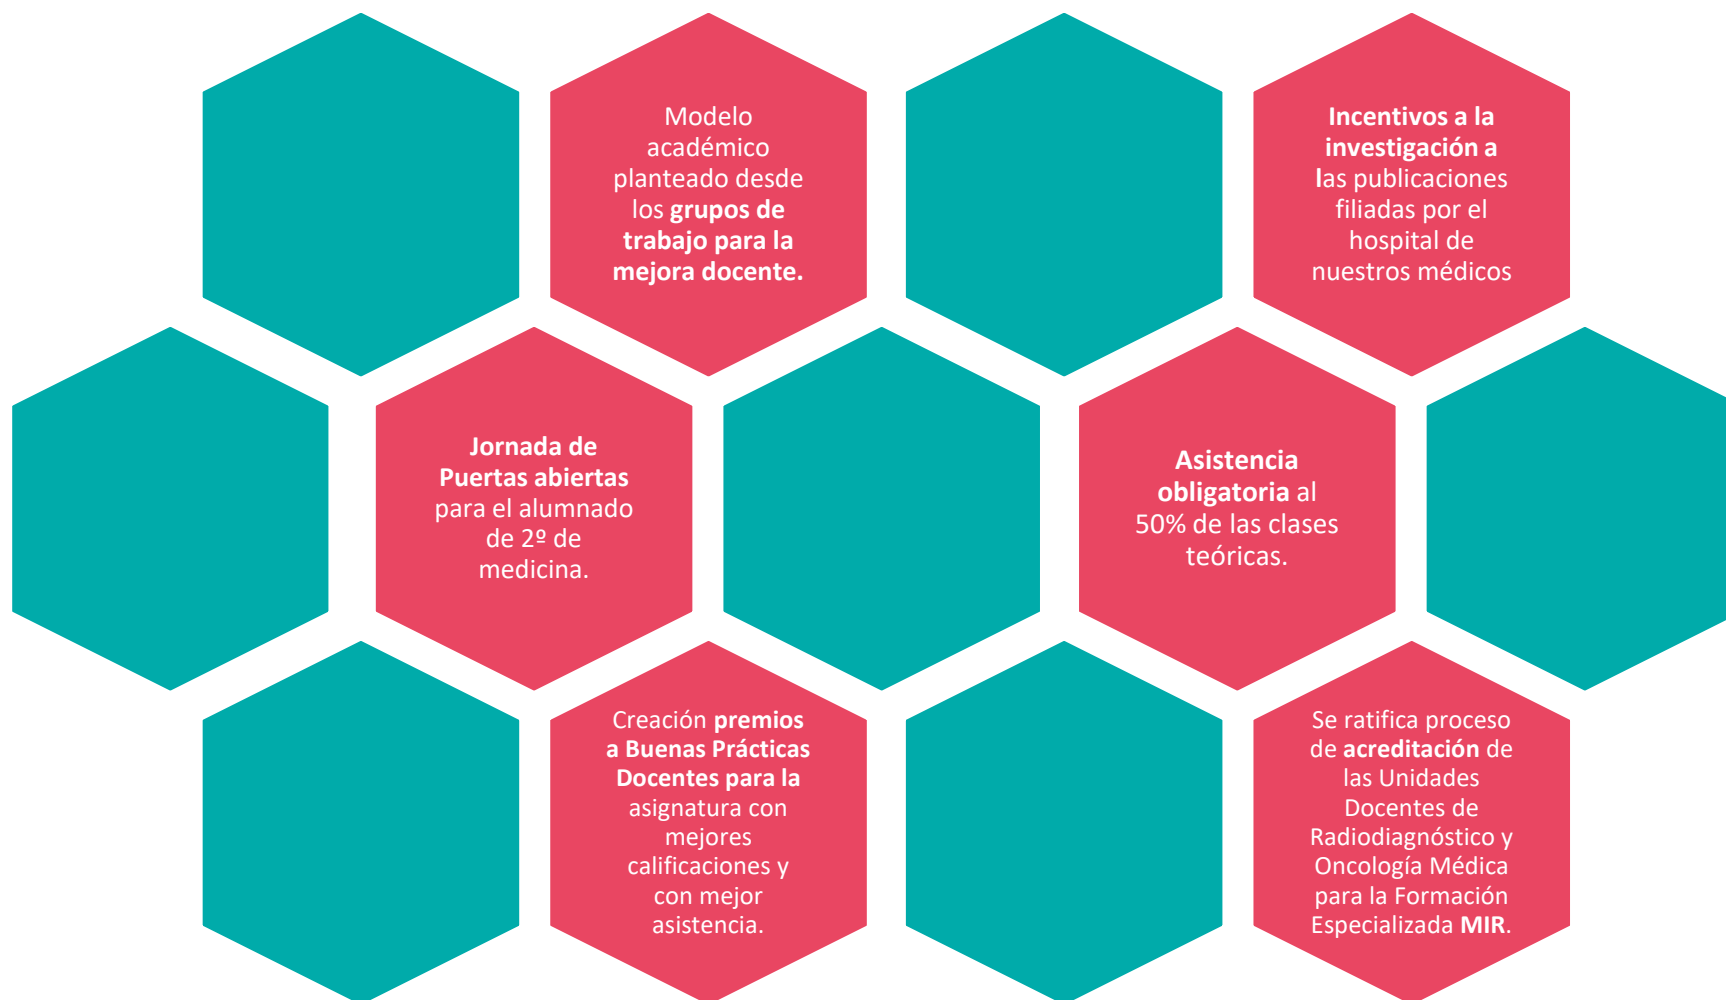 Modelo
académico
planteado desde
los grupos de
trabajo para la
mejora docente.
Incentivos a la
investigación a
las publicaciones
filiadas por el
hospital de
nuestros médicos
Jornada de
Puertas abiertas
para el alumnado
de 2º de
medicina.
Asistencia
obligatoria al
50% de las clases
teóricas.
Creación premios
a Buenas Prácticas
Docentes para la
asignatura con
mejores
calificaciones y
con mejor
asistencia.
Se ratifica proceso
de acreditación de
las Unidades
Docentes de
Radiodiagnóstico y
Oncología Médica
para la Formación
Especializada MIR.